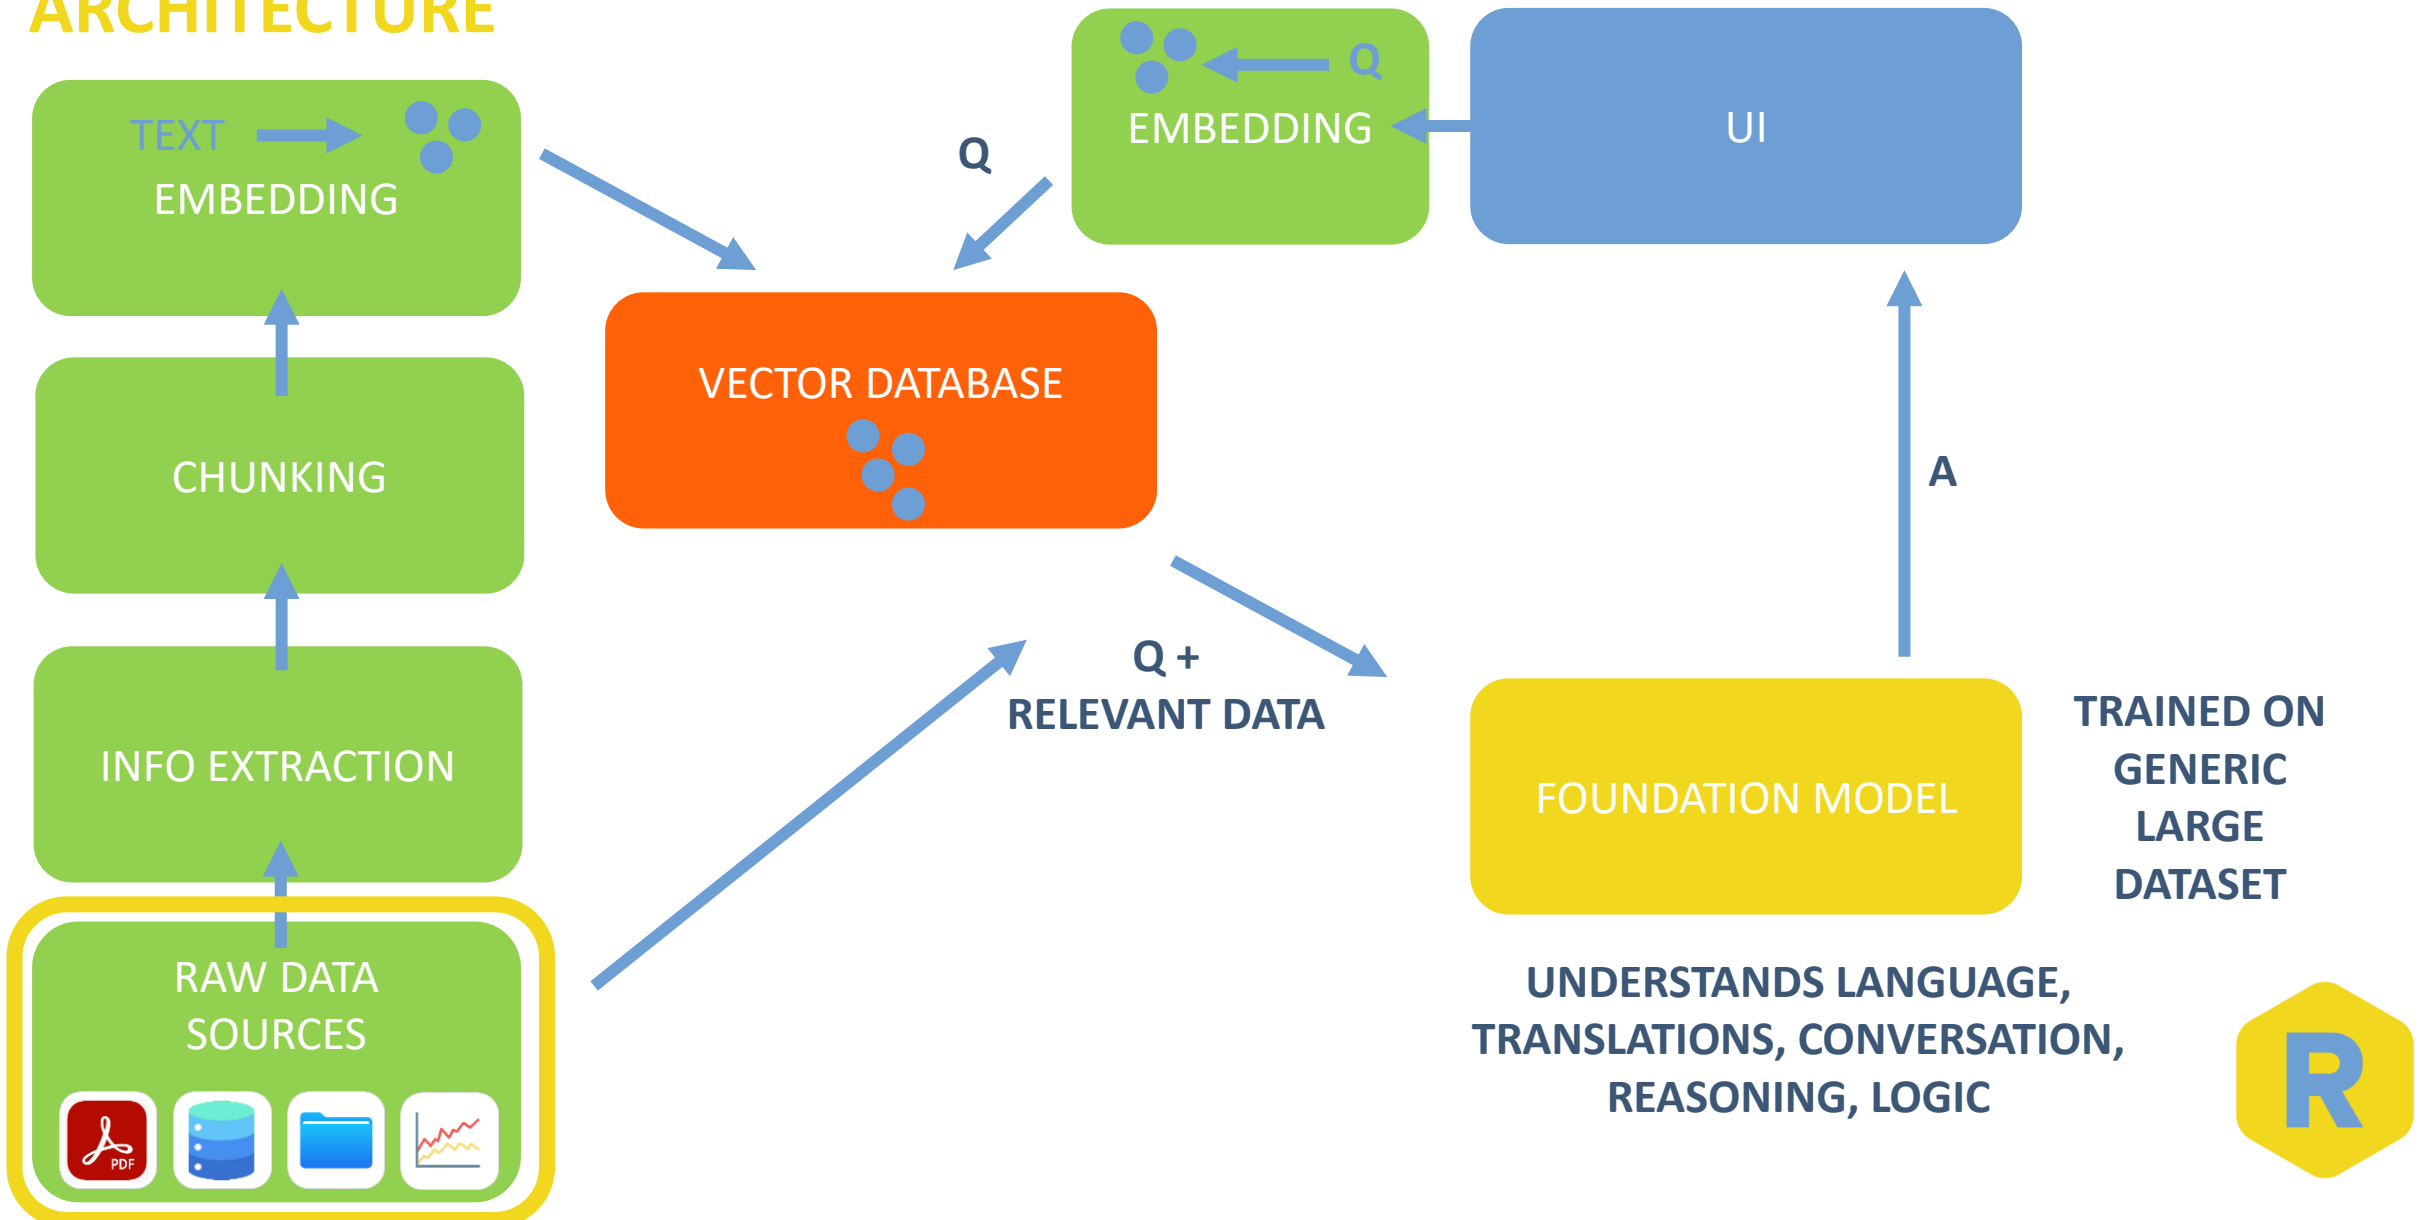 ARCHITECTURE
TEXT
EMBEDDING
CHUNKING
INFO EXTRACTION
RAW DATA
SOURCES
PDF
Q
EMBEDDING
Q
UI
VECTOR DATABASE
Q +
RELEVANT DATA
A
FOUNDATION MODEL
TRAINED ON
GENERIC
LARGE
DATASET
UNDERSTANDS LANGUAGE,
TRANSLATIONS, CONVERSATION,
REASONING, LOGIC
R